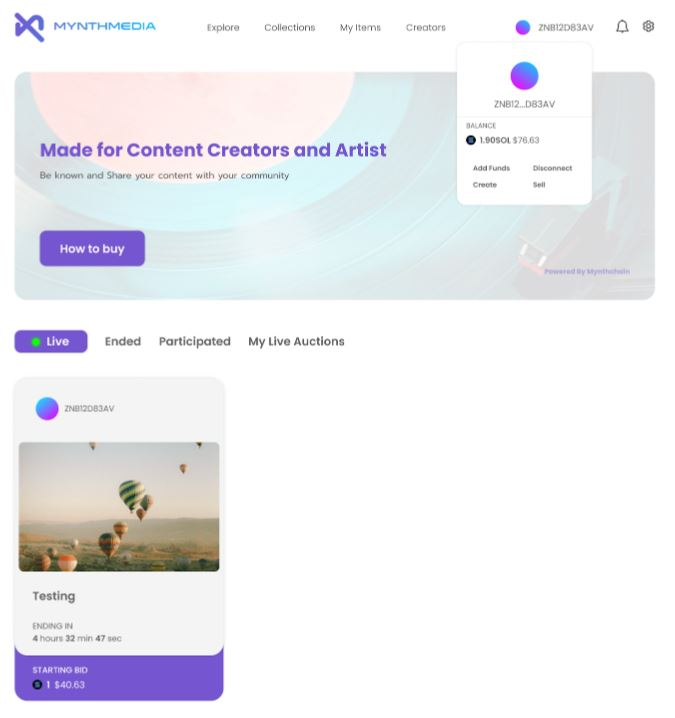 MYNTHMEDIA
Explore Collections My Items Creators
ZNB12D83AV
ZNB12...D83AV
BALANCE
1.90SOL $76.63
Add Funds Disconnect
Create Sell
Made for Content Creators and Artist
Be known and Share your content with your community
How to buy
Powered By Mynthchain
Live Ended Participated My Live Auctions
ZNB12D83AV
Testing
ENDING IN
4 hours 32 min 47 sec
STARTING BID
1 $40.63